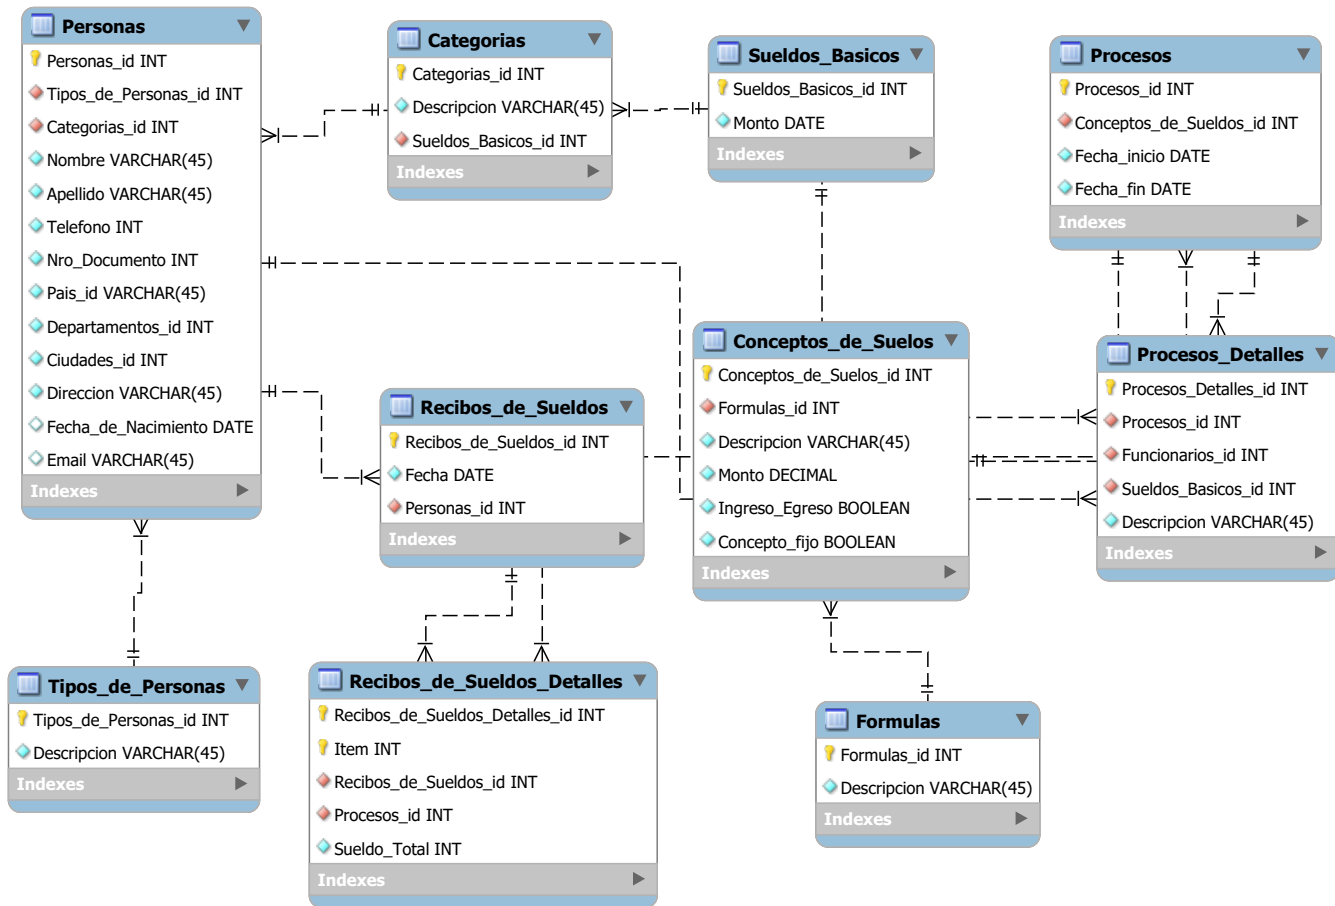 Personas
Personas_id INT
Tipos_de_Personas_id INT
Categorias_id INT
Nombre VARCHAR(45)
Apellido VARCHAR(45)
Telefono INT
Nro_Documento INT
Pais_id VARCHAR(45)
Departamentos_id INT
Ciudades_id INT
Direccion VARCHAR(45)
Fecha_de_Nacimiento DATE
Email VARCHAR(45)
Indexes
Categorias
Categorias_id INT
Descripcion VARCHAR(45)
Sueldos_Basicos_id INT
Indexes
Sueldos_Basicos
Sueldos_Basicos_id INT
Monto DATE
Indexes
Procesos
Procesos_id INT
Conceptos_de_Sueldos_id INT
Fecha_inicio DATE
Fecha_fin DATE
Indexes
Conceptos_de_Suelos
Conceptos_de_Suelos_id INT
Formulas_id INT
Descripcion VARCHAR(45)
Monto DECIMAL
Ingreso_Egreso BOOLEAN
Concepto_fijo BOOLEAN
Indexes
Procesos_Detalles
Procesos_Detalles_id INT
Procesos_id INT
Funcionarios_id INT
Sueldos_Basicos_id INT
Descripcion VARCHAR(45)
Indexes
Recibos_de_Sueldos
Recibos_de_Sueldos_id INT
Fecha DATE
Personas_id INT
Indexes
Tipos_de_Personas
Tipos_de_Personas_id INT
Descripcion VARCHAR(45)
Indexes
Recibos_de_Sueldos_Detalles
Recibos_de_Sueldos_Detalles_id INT
Item INT
Recibos_de_Sueldos_id INT
Procesos_id INT
Sueldo_Total INT
Indexes
Formulas
Formulas_id INT
Descripcion VARCHAR(45)
Indexes